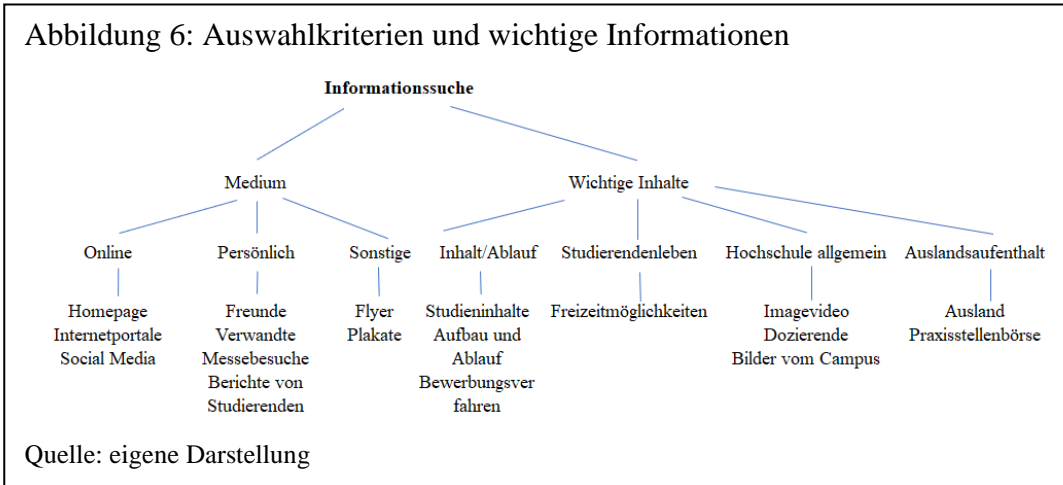 Abbildung 6: Auswahlkriterien und wichtige Informationen
Informationssuche
Medium
Wichtige Inhalte
Online
Persönlich
Sonstige
Inhalt/Ablauf
Studierendenleben
Hochschule allgemein
Auslandsaufenthalt
Homepage
Internetportale
Social Media
Freunde
Verwandte
Messebesuche
Berichte von
Studierenden
Flyer
Plakate
Studieninhalte
Aufbau und
Ablauf
Bewerbungsver
fahren
Freizeitmöglichkeiten
Imagevideo
Dozierende
Bilder vom Campus
Ausland
Praxisstellenbörse
Quelle: eigene Darstellung